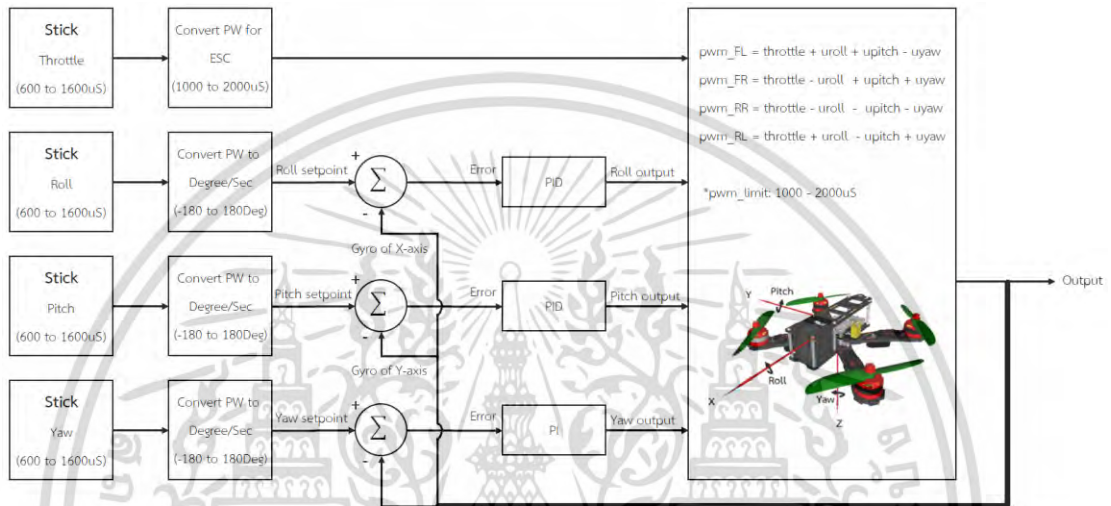 Stick
Throttle
(600 to 1600uS)
Convert PW for
ESC
(1000 to 2000uS)
pwm_FL = throttle + uroll + upitch - uyaw
pwm_FR = throttle - uroll + upitch + uyaw
pwm_RR = throttle - uroll - upitch - uyaw
pwm_RL = throttle + uroll - upitch + uyaw
*pwm_limit: 1000 - 2000uS
Stick
Roll
(600 to 1600uS)
Convert PW to
Degree/Sec
(-180 to 180Deg)
Roll setpoint
+
Σ
-
Error
PID
Roll output
Gyro of X-axis
Stick
Pitch
(600 to 1600uS)
Convert PW to
Degree/Sec
(-180 to 180Deg)
Pitch setpoint
+
Σ
-
Error
PID
Pitch output
Gyro of Y-axis
Stick
Yaw
(600 to 1600uS)
Convert PW to
Degree/Sec
(-180 to 180Deg)
Yaw setpoint
+
Σ
-
Error
PI
Yaw output
Pitch
Y
Roll
X
Yaw
Z
Output